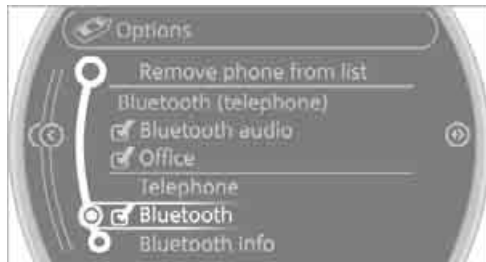 Options
Remove phone from list
Bluetooth (telephone)
Bluetooth audio
Office
Telephone
Bluetooth
Bluetooth info